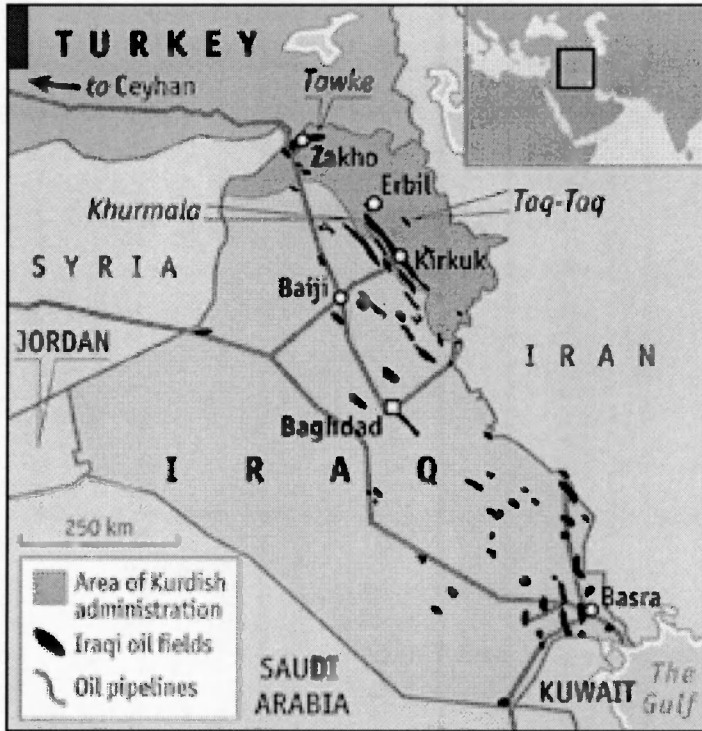 TURKEY
to Ceyhan
Tawke
Zakho
Erbil
Khurmala
Taq-Taq
Kirkuk
SYRIA
Baiji
JORDAN
IRAN
Baghdad
IRAQ
250 km
Basra
Area of Kurdish
administration
Iraqi oil fields
Oil pipelines
SAUDI
ARABIA
KUWAIT
The
Gulf